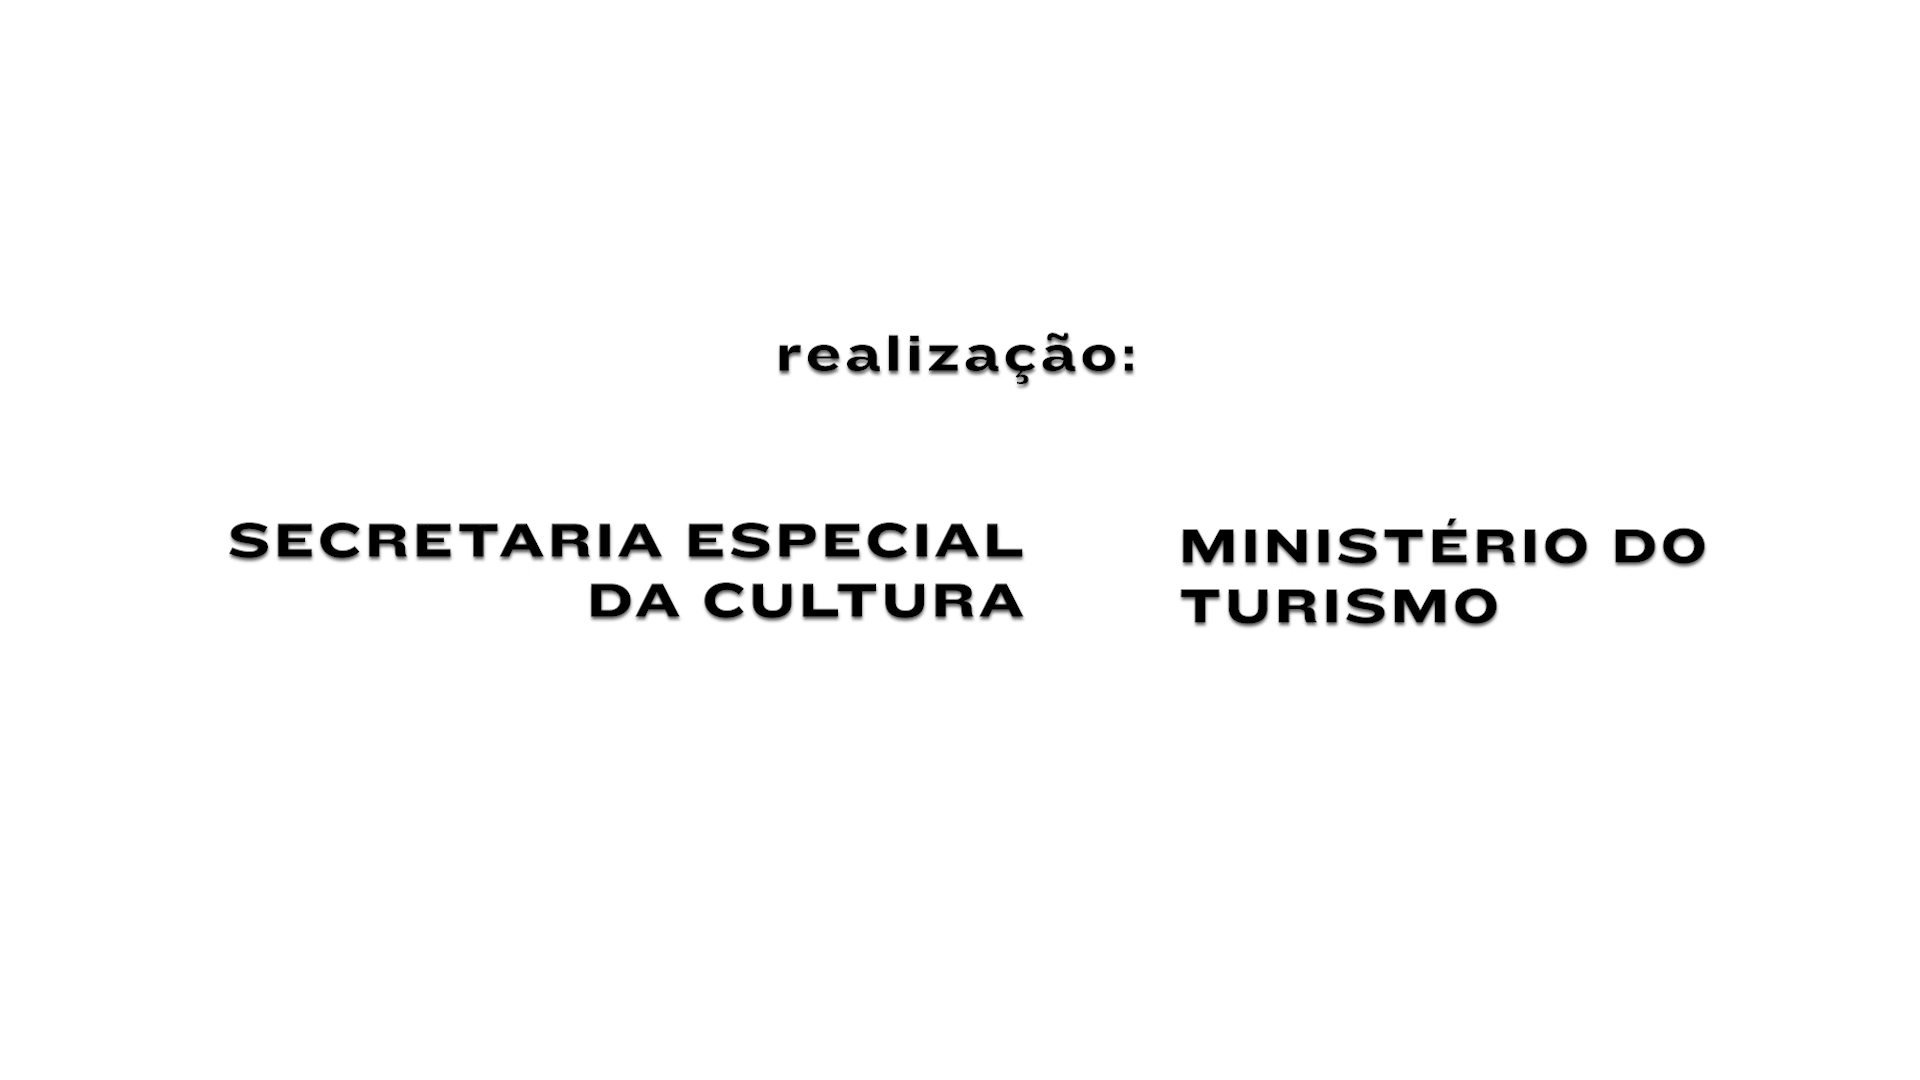 realização:
SECRETARIA ESPECIAL
DA CULTURA
MINISTÉRIO DO
TURISMO